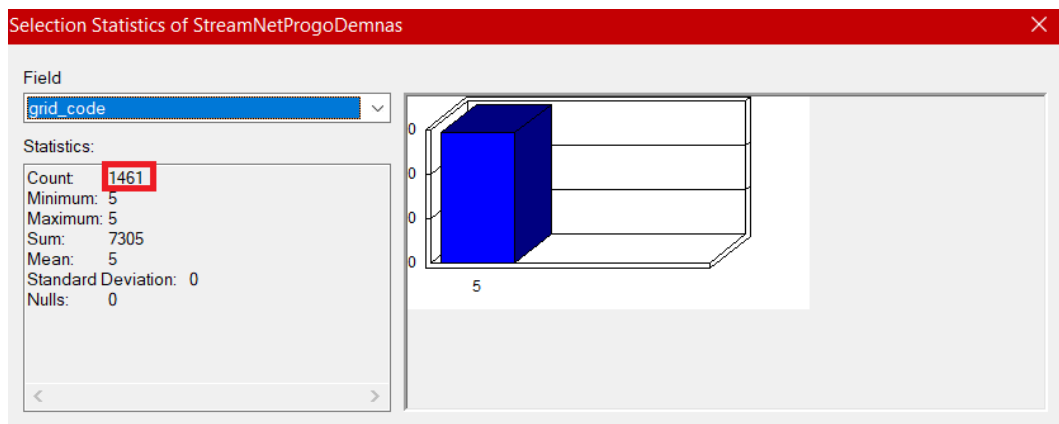 Selection Statistics of StreamNetProgoDemnas
Field
grid_code
Statistics:
Count: 1461
Minimum: 5
Maximum: 5
Sum: 7305
Mean: 5
Standard Deviation: 0
Nulls: 0
0
0
0
0
5